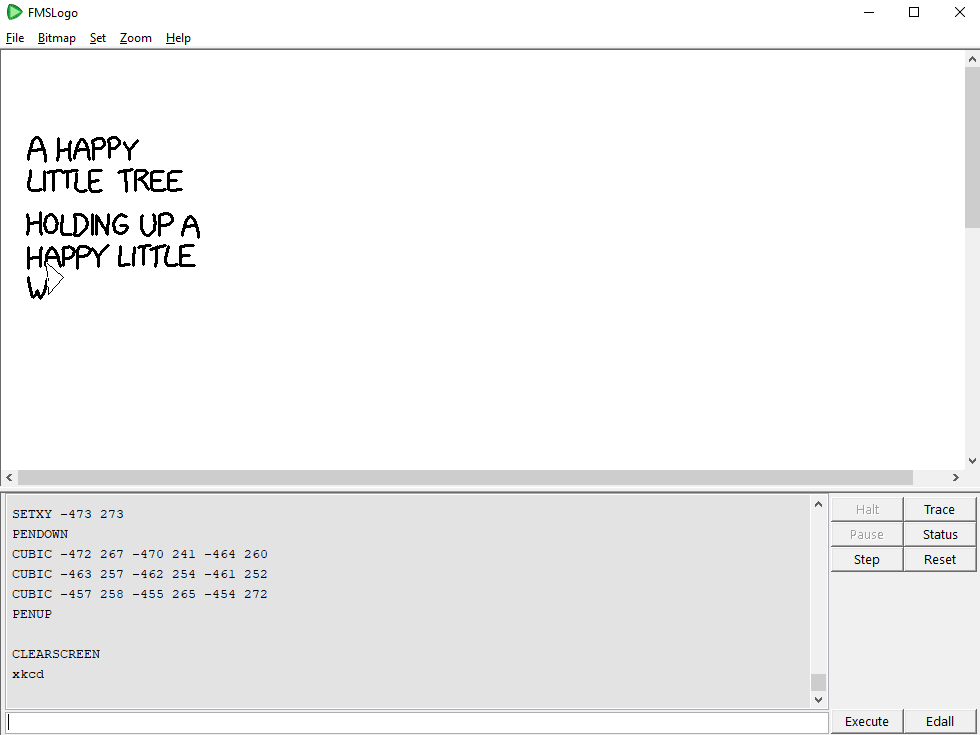 FMSLogo
File Bitmap Set Zoom Help
A HAPPY
LITTLE TREE
HOLDING UP A
HAPPY LITTLE
W
SETXY -473 273
PENDOWN
CUBIC -472 267 -470 241 -464 260
CUBIC -463 257 -462 254 -461 252
CUBIC -457 258 -455 265 -454 272
PENUP
CLEARSCREEN
xkcd
Halt Trace
Pause Status
Step Reset
Execute Edall